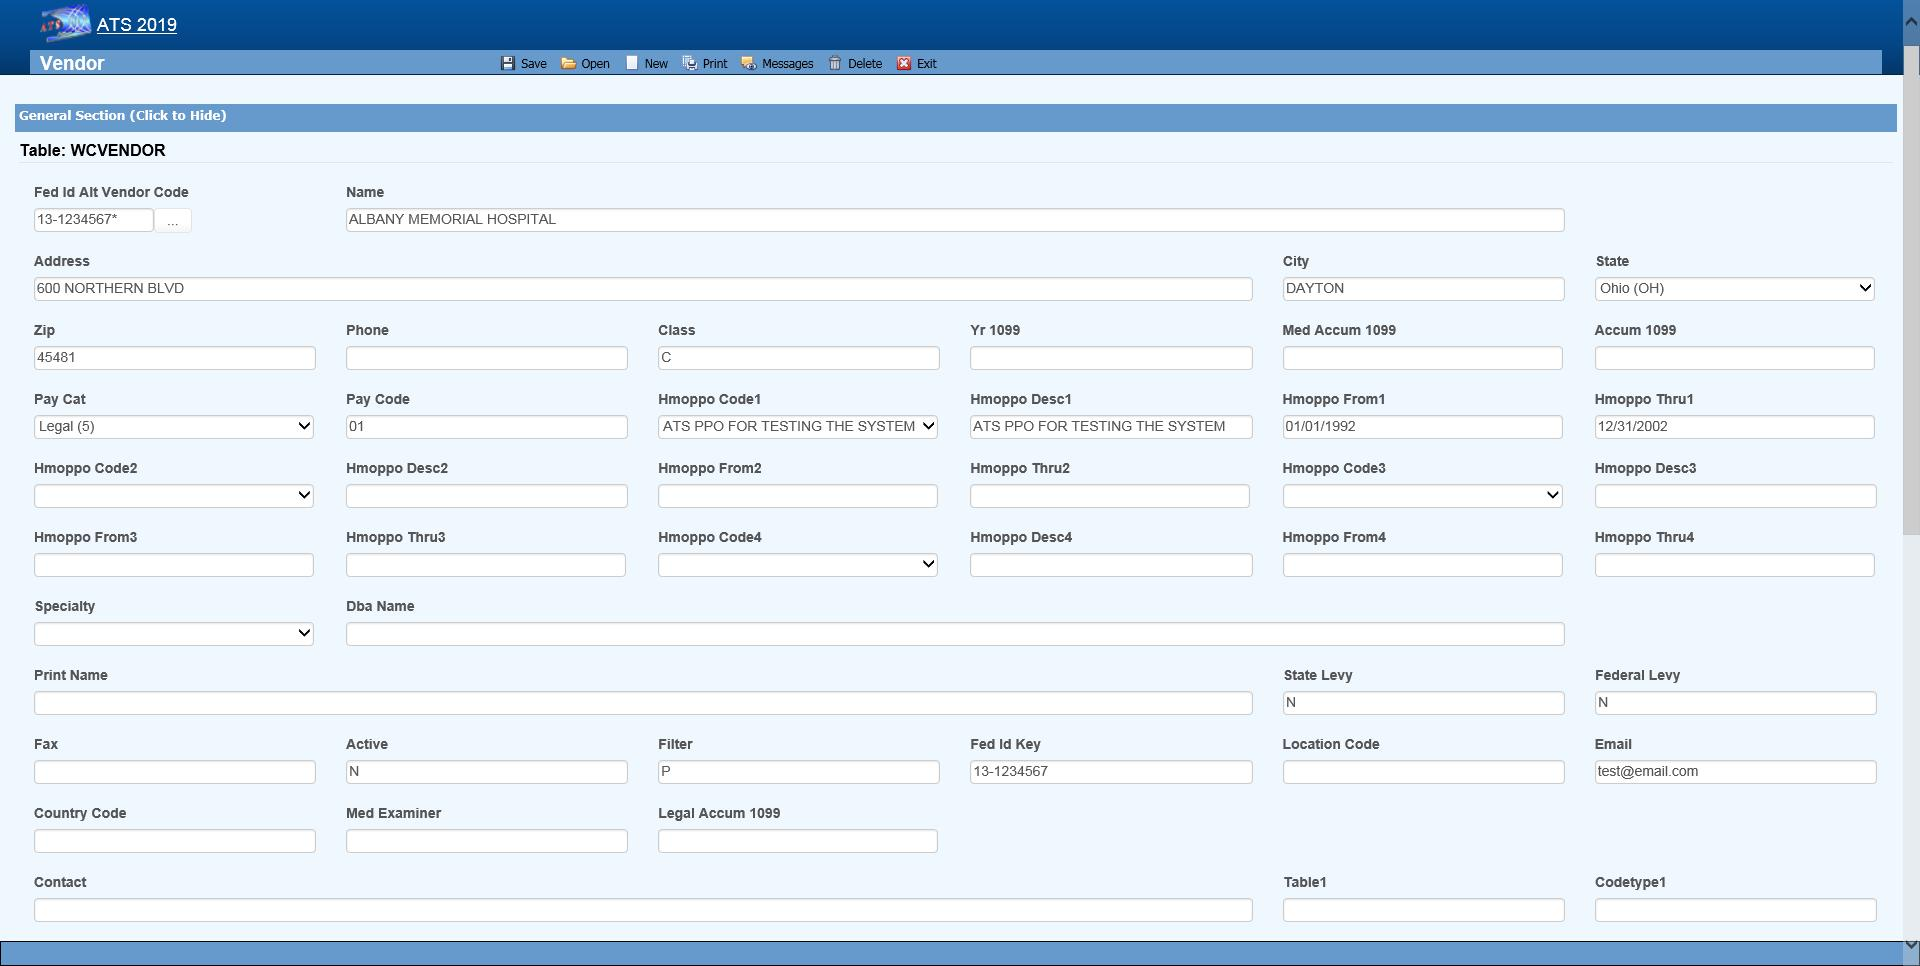 ATS 2019
Vendor Save Open New Print Messages Delete Exit
General Section (Click to Hide)
Table: WCVENDOR
Fed Id Alt Vendor Code Name
13-1234567* ... ALBANY MEMORIAL HOSPITAL
Address City State
600 NORTHERN BLVD DAYTON Ohio (OH)
Zip Phone Class Yr 1099 Med Accum 1099 Accum 1099
45481 C
Pay Cat Pay Code Hmoppo Code1 Hmoppo Desc1 Hmoppo From1 Hmoppo Thru1
Legal (5) 01 ATS PPO FOR TESTING THE SYSTEM ATS PPO FOR TESTING THE SYSTEM 01/01/1992 12/31/2002
Hmoppo Code2 Hmoppo Desc2 Hmoppo From2 Hmoppo Thru2 Hmoppo Code3 Hmoppo Desc3
Hmoppo From3 Hmoppo Thru3 Hmoppo Code4 Hmoppo Desc4 Hmoppo From4 Hmoppo Thru4
Specialty Dba Name
Print Name State Levy Federal Levy
N N
Fax Active Filter Fed Id Key Location Code Email
N P 13-1234567 test@email.com
Country Code Med Examiner Legal Accum 1099
Contact Table1 Codetype1